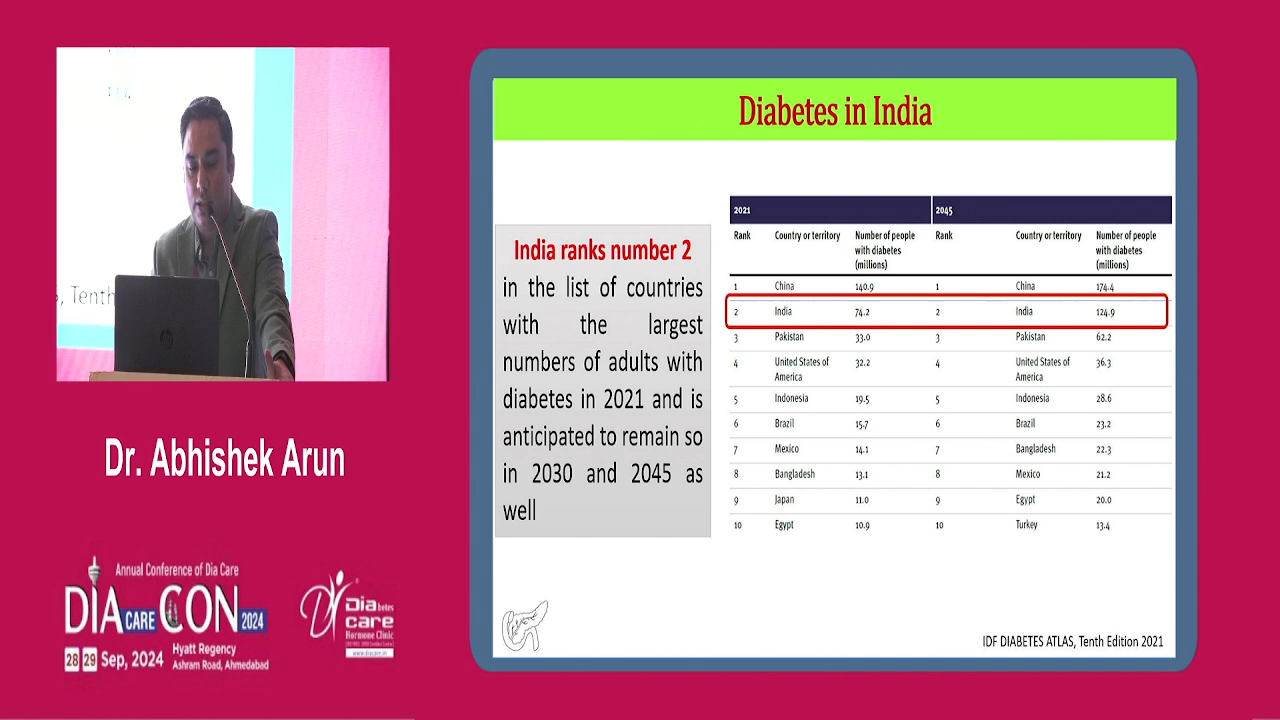 , Tenth
Dr. Abhishek Arun
Annual Conference of Dia Care
DIA CARE CON 2024
28 29 Sep, 2024
Hyatt Regency
Ashram Road, Ahmedabad
Diabetes
care
Hormone Clinic
Diabetes in India
India ranks number 2
in the list of countries
with the largest
numbers of adults with
diabetes in 2021 and is
anticipated to remain so
in 2030 and 2045 as
well
2021 2045
Rank Country or territory Number of people with diabetes (millions) Rank Country or territory Number of people with diabetes (millions)
1 China 140.9 1 China 174.4
2 India 74.2 2 India 124.9
3 Pakistan 33.0 3 Pakistan 62.2
4 United States of America 32.2 4 United States of America 36.3
5 Indonesia 19.5 5 Indonesia 28.6
6 Brazil 15.7 6 Brazil 23.2
7 Mexico 14.1 7 Bangladesh 22.3
8 Bangladesh 13.1 8 Mexico 21.2
9 Japan 11.0 9 Egypt 20.0
10 Egypt 10.9 10 Turkey 13.4
IDF DIABETES ATLAS, Tenth Edition 2021